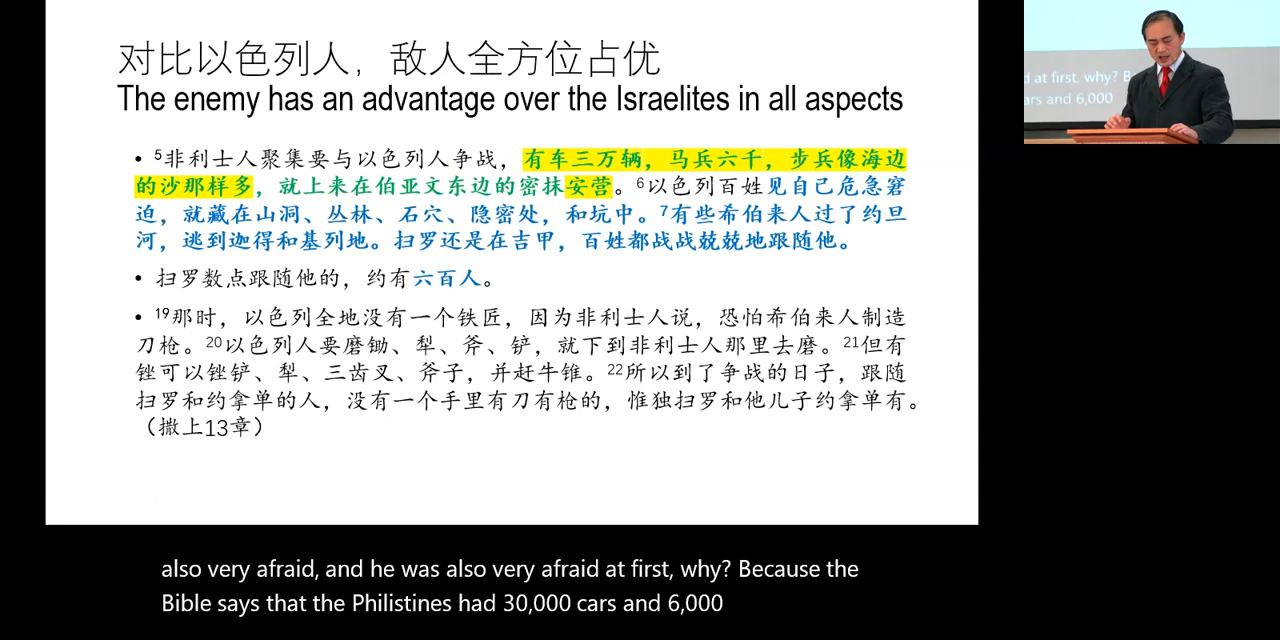 对比以色列人，敌人全方位占优
The enemy has an advantage over the Israelites in all aspects
• ⁵非利士人聚集要与以色列人争战，有车三万辆，马兵六千，步兵像海边
的沙那样多，就上来在伯亚文东边的密抹安营。⁶以色列百姓见自己危急窘
迫，就藏在山洞、丛林、石穴、隐密处，和坑中。⁷有些希伯来人过了约旦
河，逃到迦得和基列地。扫罗还是在吉甲，百姓都战战兢兢地跟随他。
• 扫罗数点跟随他的，约有六百人。
• ¹⁹那时，以色列全地没有一个铁匠，因为非利士人说，恐怕希伯来人制造
刀枪。²⁰以色列人要磨锄、犁、斧、铲，就下到非利士人那里去磨。²¹但有
锉可以锉铲、犁、三齿叉、斧子，并赶牛锥。²²所以到了争战的日子，跟随
扫罗和约拿单的人，没有一个手里有刀有枪的，惟独扫罗和他儿子约拿单有。
（撒上13章）
d at first, why? B
ars and 6,000
also very afraid, and he was also very afraid at first, why? Because the
Bible says that the Philistines had 30,000 cars and 6,000